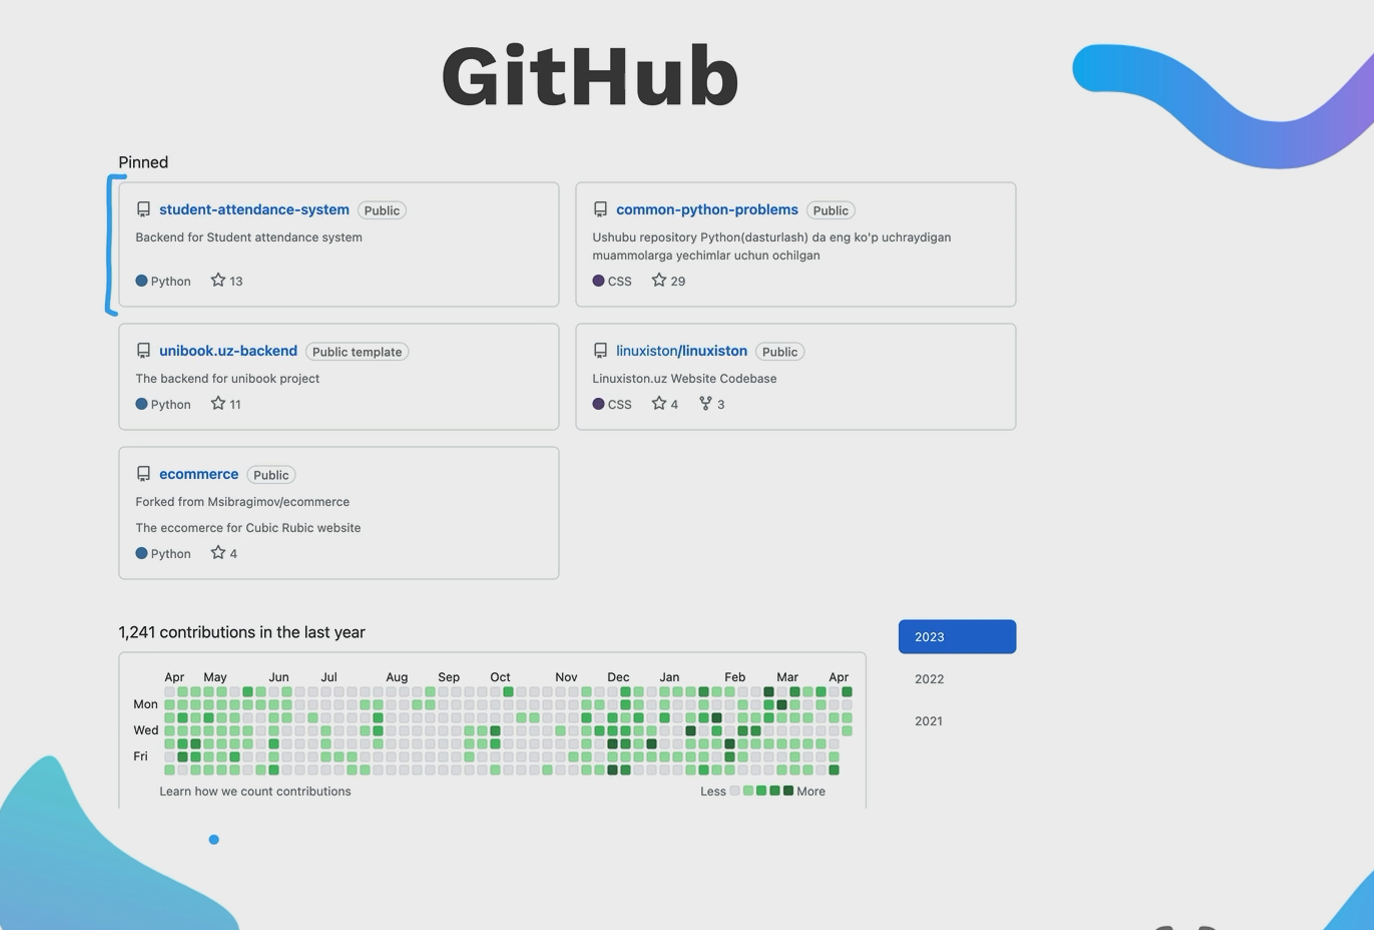 GitHub
Pinned
student-attendance-system Public
Backend for Student attendance system
Python 13
common-python-problems Public
Ushubu repository Python(dasturlash) da eng ko'p uchraydigan
muammolarga yechimlar uchun ochilgan
CSS 29
unibook.uz-backend Public template
The backend for unibook project
Python 11
linuxiston/linuxiston Public
Linuxiston.uz Website Codebase
CSS 4 3
ecommerce Public
Forked from Msibragimov/ecommerce
The eccomerce for Cubic Rubic website
Python 4
1,241 contributions in the last year
2023
2022
2021
Apr May Jun Jul Aug Sep Oct Nov Dec Jan Feb Mar Apr
Mon
Wed
Fri
Learn how we count contributions
Less More